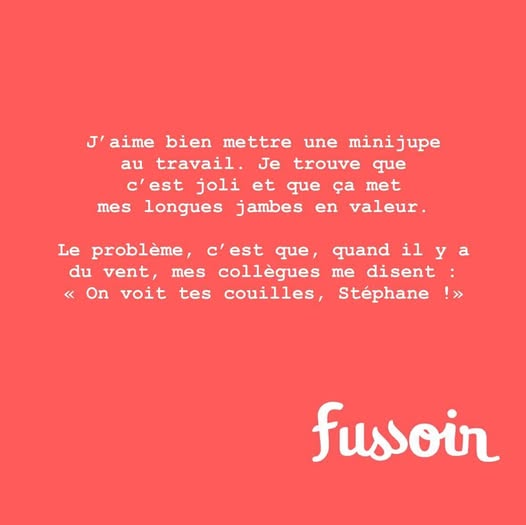 J’aime bien mettre une minijupe
au travail. Je trouve que
c’est joli et que ça met
mes longues jambes en valeur.
Le problème, c’est que, quand il y a
du vent, mes collègues me disent :
« On voit tes couilles, Stéphane !»
fussoir